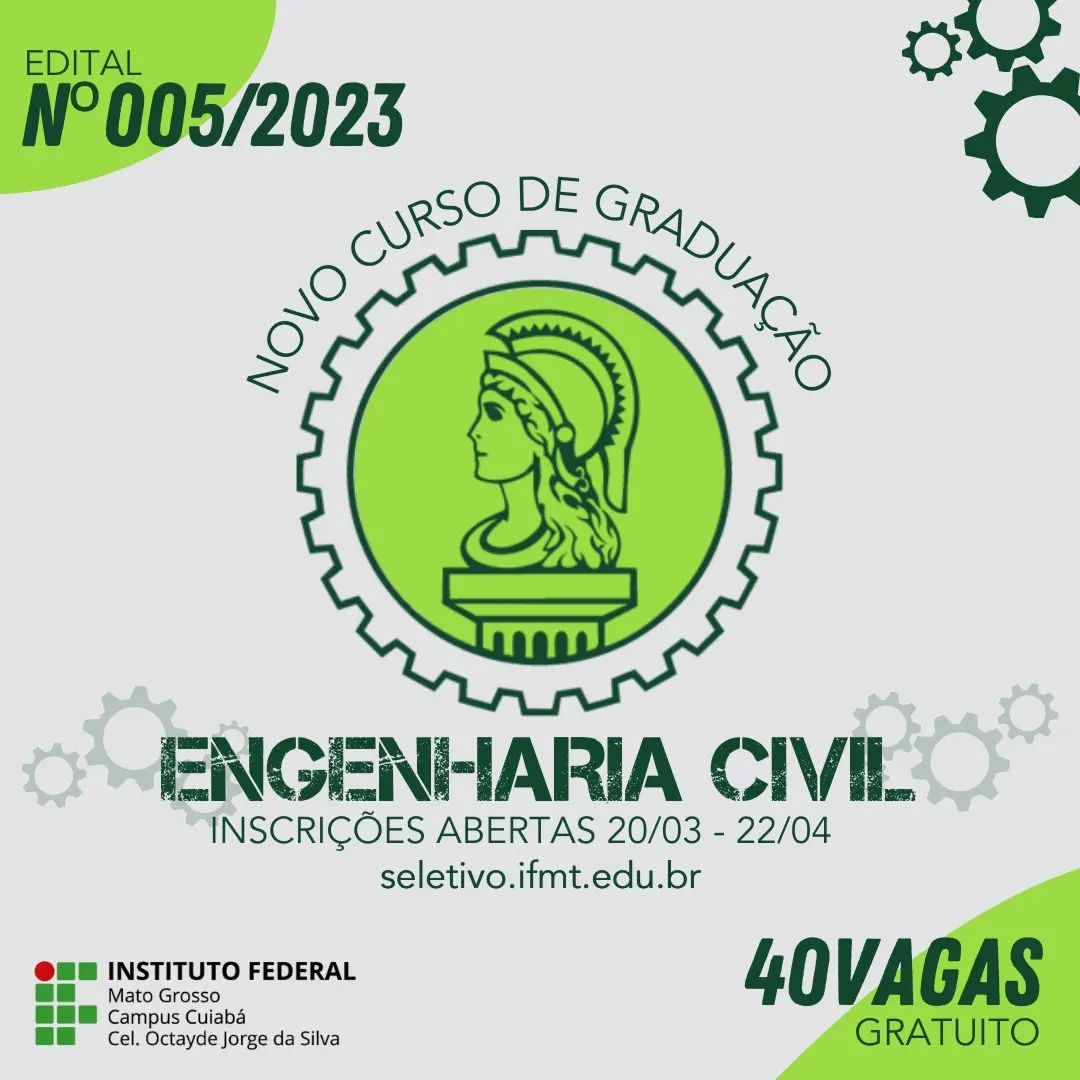 EDITAL
Nº 005/2023
NOVO CURSO DE GRADUAÇÃO
ENGENHARIA CIVIL
INSCRIÇÕES ABERTAS 20/03 - 22/04
seletivo.ifmt.edu.br
INSTITUTO FEDERAL
Mato Grosso
Campus Cuiabá
Cel. Octayde Jorge da Silva
40VAGAS
GRATUITO